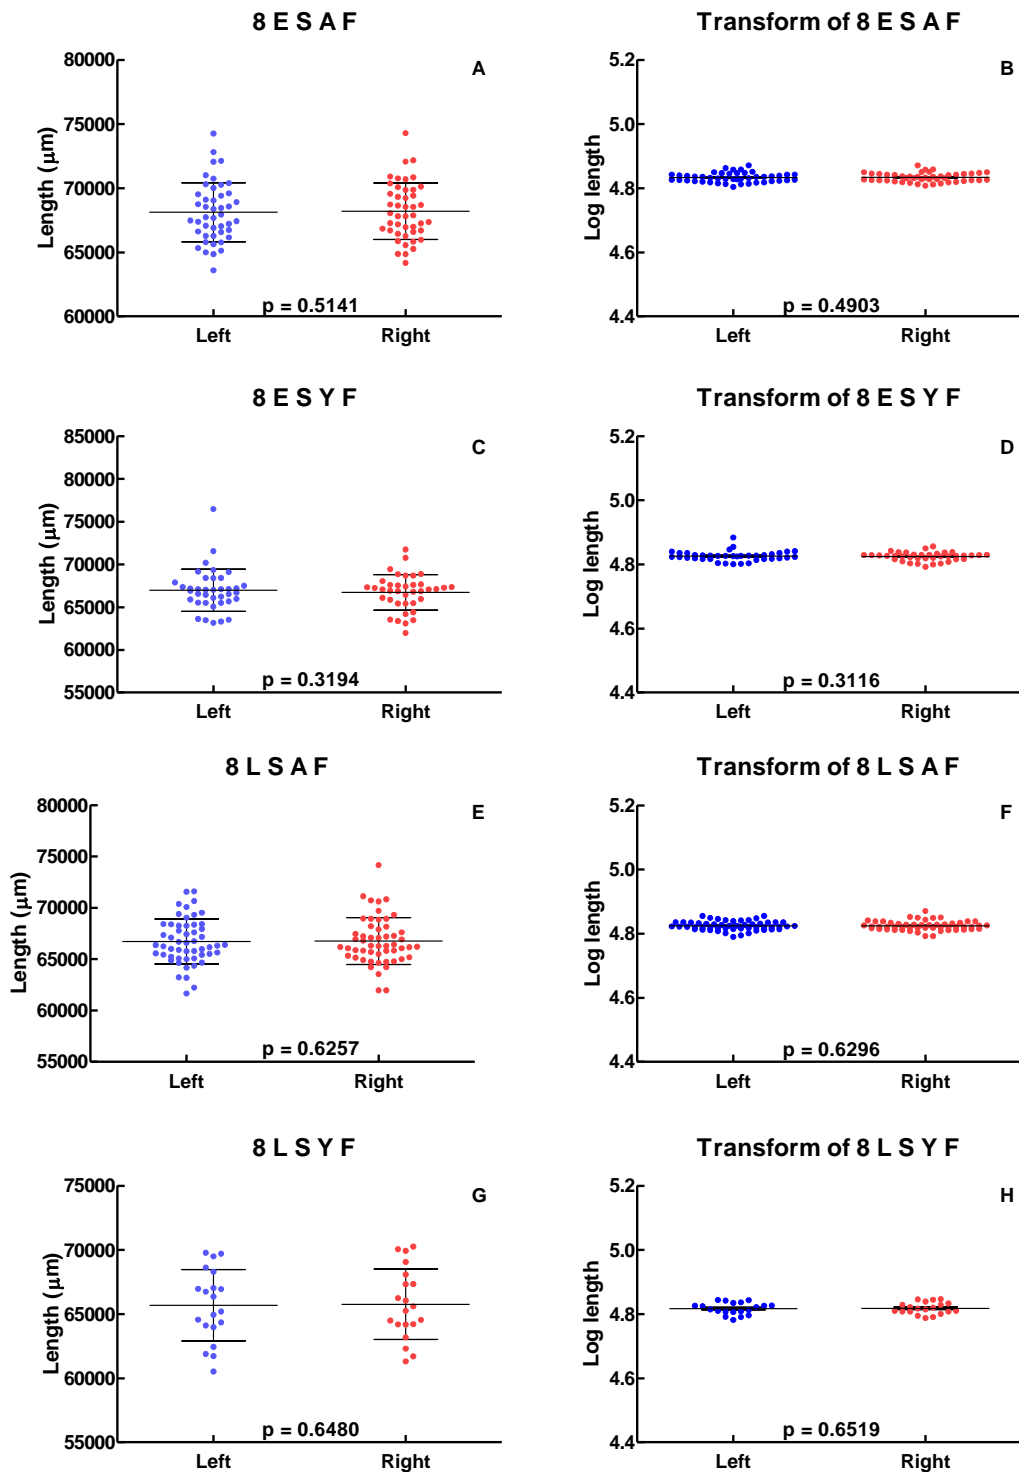 8 E S A F
A
80000
75000
70000
65000
60000
Length (μm)
p = 0.5141
Left
Right
Transform of 8 E S A F
B
5.2
5.0
4.8
4.6
4.4
Log length
p = 0.4903
Left
Right
8 E S Y F
C
85000
80000
75000
70000
65000
60000
55000
Length (μm)
p = 0.3194
Left
Right
Transform of 8 E S Y F
D
5.2
5.0
4.8
4.6
4.4
Log length
p = 0.3116
Left
Right
8 L S A F
E
80000
75000
70000
65000
60000
55000
Length (μm)
p = 0.6257
Left
Right
Transform of 8 L S A F
F
5.2
5.0
4.8
4.6
4.4
Log length
p = 0.6296
Left
Right
8 L S Y F
G
75000
70000
65000
60000
55000
Length (μm)
p = 0.6480
Left
Right
Transform of 8 L S Y F
H
5.2
5.0
4.8
4.6
4.4
Log length
p = 0.6519
Left
Right